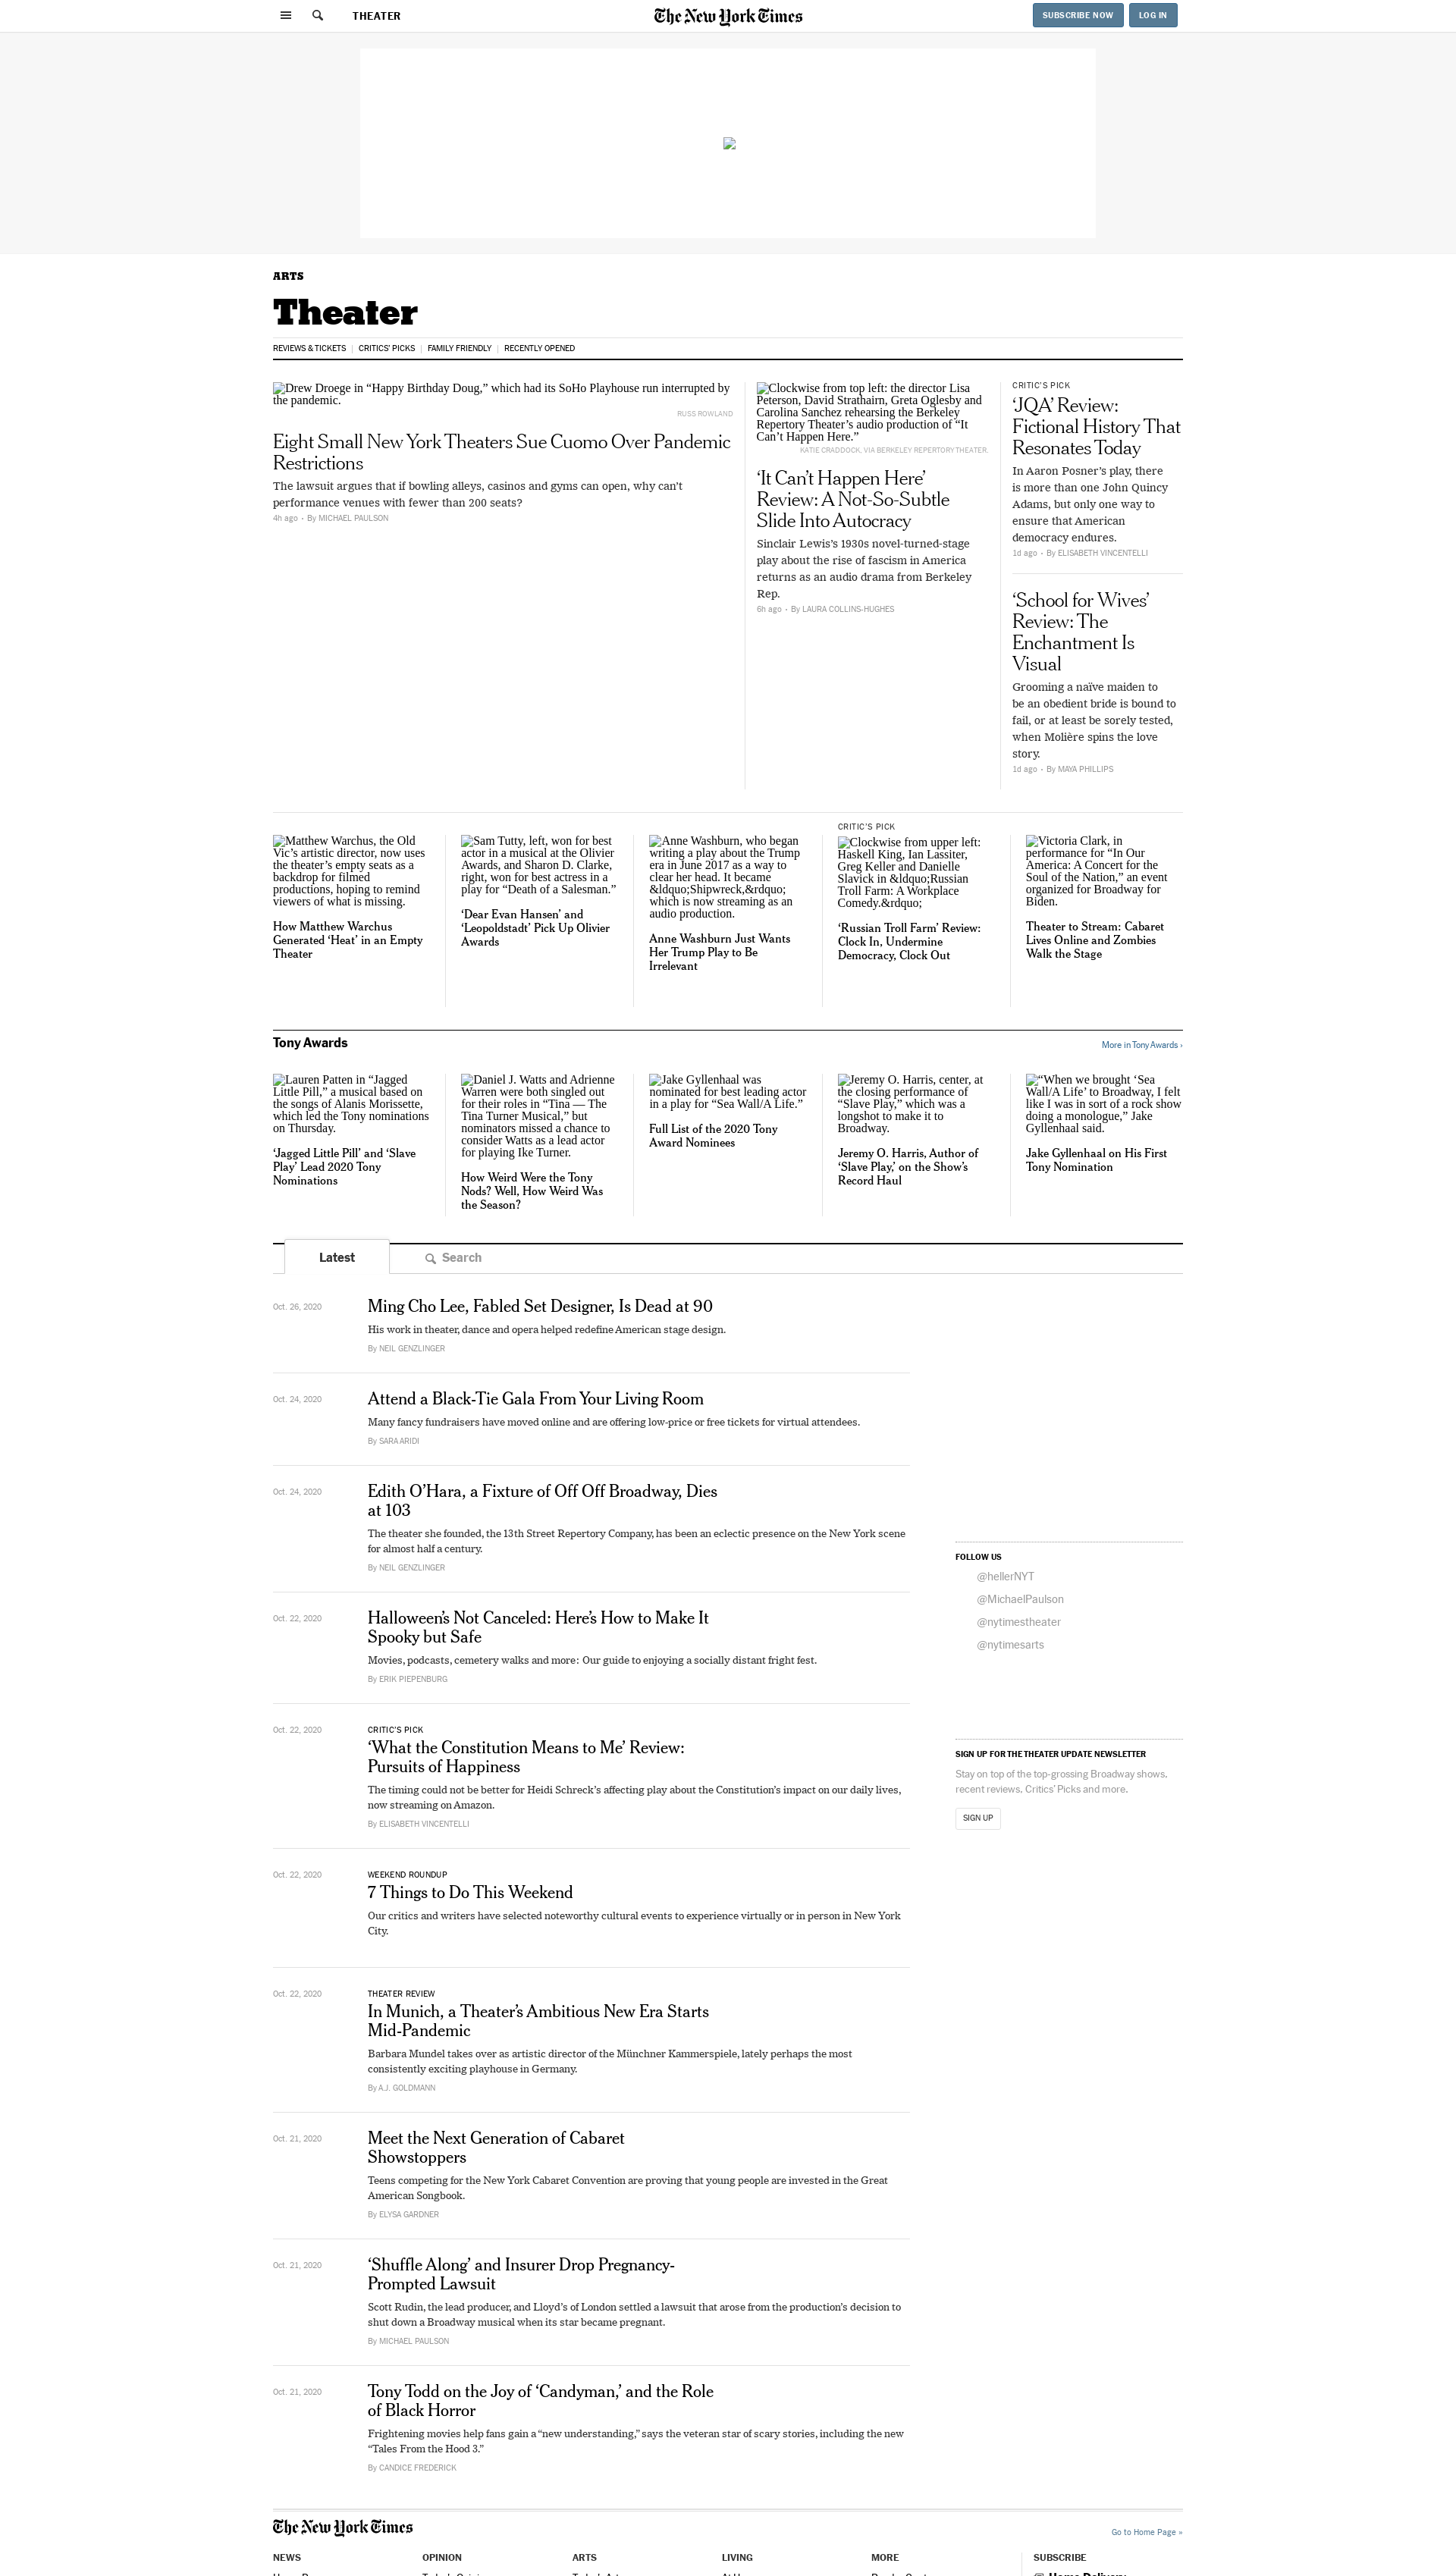 THEATER
The New York Times
SUBSCRIBE NOW
LOG IN
ARTS
Theater
REVIEWS & TICKETS
CRITICS' PICKS
FAMILY FRIENDLY
RECENTLY OPENED
Drew Droege in “Happy Birthday Doug,” which had its SoHo Playhouse run interrupted by
the pandemic.
RUSS ROWLAND
Eight Small New York Theaters Sue Cuomo Over Pandemic
Restrictions
The lawsuit argues that if bowling alleys, casinos and gyms can open, why can’t
performance venues with fewer than 200 seats?
4h ago • By MICHAEL PAULSON
Clockwise from top left: the director Lisa
Peterson, David Strathairn, Greta Oglesby and
Carolina Sanchez rehearsing the Berkeley
Repertory Theater’s audio production of “It
Can’t Happen Here.”
KATIE CRADDOCK, VIA BERKELEY REPERTORY THEATER.
‘It Can’t Happen Here’
Review: A Not-So-Subtle
Slide Into Autocracy
Sinclair Lewis’s 1930s novel-turned-stage
play about the rise of fascism in America
returns as an audio drama from Berkeley
Rep.
6h ago • By LAURA COLLINS-HUGHES
CRITIC’S PICK
‘JQA’ Review:
Fictional History That
Resonates Today
In Aaron Posner’s play, there
is more than one John Quincy
Adams, but only one way to
ensure that American
democracy endures.
1d ago • By ELISABETH VINCENTELLI
‘School for Wives’
Review: The
Enchantment Is
Visual
Grooming a naïve maiden to
be an obedient bride is bound to
fail, or at least be sorely tested,
when Molière spins the love
story.
1d ago • By MAYA PHILLIPS
Matthew Warchus, the Old
Vic’s artistic director, now uses
the theater’s empty seats as a
backdrop for filmed
productions, hoping to remind
viewers of what is missing.
How Matthew Warchus
Generated ‘Heat’ in an Empty
Theater
Sam Tutty, left, won for best
actor in a musical at the Olivier
Awards, and Sharon D. Clarke,
right, won for best actress in a
play for “Death of a Salesman.”
‘Dear Evan Hansen’ and
‘Leopoldstadt’ Pick Up Olivier
Awards
Anne Washburn, who began
writing a play about the Trump
era in June 2017 as a way to
clear her head. It became
&ldquo;Shipwreck,&rdquo;
which is now streaming as an
audio production.
Anne Washburn Just Wants
Her Trump Play to Be
Irrelevant
CRITIC’S PICK
Clockwise from upper left:
Haskell King, Ian Lassiter,
Greg Keller and Danielle
Slavick in &ldquo;Russian
Troll Farm: A Workplace
Comedy.&rdquo;
‘Russian Troll Farm’ Review:
Clock In, Undermine
Democracy, Clock Out
Victoria Clark, in
performance for “In Our
America: A Concert for the
Soul of the Nation,” an event
organized for Broadway for
Biden.
Theater to Stream: Cabaret
Lives Online and Zombies
Walk the Stage
Tony Awards
More in Tony Awards ›
Lauren Patten in “Jagged
Little Pill,” a musical based on
the songs of Alanis Morissette,
which led the Tony nominations
on Thursday.
‘Jagged Little Pill’ and ‘Slave
Play’ Lead 2020 Tony
Nominations
Daniel J. Watts and Adrienne
Warren were both singled out
for their roles in “Tina — The
Tina Turner Musical,” but
nominators missed a chance to
consider Watts as a lead actor
for playing Ike Turner.
How Weird Were the Tony
Nods? Well, How Weird Was
the Season?
Jake Gyllenhaal was
nominated for best leading actor
in a play for “Sea Wall/A Life.”
Full List of the 2020 Tony
Award Nominees
Jeremy O. Harris, center, at
the closing performance of
“Slave Play,” which was a
longshot to make it to
Broadway.
Jeremy O. Harris, Author of
‘Slave Play,’ on the Show’s
Record Haul
“When we brought ‘Sea
Wall/A Life’ to Broadway, I felt
like I was in sort of a rock show
doing a monologue,” Jake
Gyllenhaal said.
Jake Gyllenhaal on His First
Tony Nomination
Latest
Search
Oct. 26, 2020
Ming Cho Lee, Fabled Set Designer, Is Dead at 90
His work in theater, dance and opera helped redefine American stage design.
By NEIL GENZLINGER
Oct. 24, 2020
Attend a Black-Tie Gala From Your Living Room
Many fancy fundraisers have moved online and are offering low-price or free tickets for virtual attendees.
By SARA ARIDI
Oct. 24, 2020
Edith O’Hara, a Fixture of Off Off Broadway, Dies
at 103
The theater she founded, the 13th Street Repertory Company, has been an eclectic presence on the New York scene
for almost half a century.
By NEIL GENZLINGER
Oct. 22, 2020
Halloween’s Not Canceled: Here’s How to Make It
Spooky but Safe
Movies, podcasts, cemetery walks and more: Our guide to enjoying a socially distant fright fest.
By ERIK PIEPENBURG
Oct. 22, 2020
CRITIC’S PICK
‘What the Constitution Means to Me’ Review:
Pursuits of Happiness
The timing could not be better for Heidi Schreck’s affecting play about the Constitution’s impact on our daily lives,
now streaming on Amazon.
By ELISABETH VINCENTELLI
Oct. 22, 2020
WEEKEND ROUNDUP
7 Things to Do This Weekend
Our critics and writers have selected noteworthy cultural events to experience virtually or in person in New York
City.
Oct. 22, 2020
THEATER REVIEW
In Munich, a Theater’s Ambitious New Era Starts
Mid-Pandemic
Barbara Mundel takes over as artistic director of the Münchner Kammerspiele, lately perhaps the most
consistently exciting playhouse in Germany.
By A.J. GOLDMANN
Oct. 21, 2020
Meet the Next Generation of Cabaret
Showstoppers
Teens competing for the New York Cabaret Convention are proving that young people are invested in the Great
American Songbook.
By ELYSA GARDNER
Oct. 21, 2020
‘Shuffle Along’ and Insurer Drop Pregnancy-
Prompted Lawsuit
Scott Rudin, the lead producer, and Lloyd’s of London settled a lawsuit that arose from the production’s decision to
shut down a Broadway musical when its star became pregnant.
By MICHAEL PAULSON
Oct. 21, 2020
Tony Todd on the Joy of ‘Candyman,’ and the Role
of Black Horror
Frightening movies help fans gain a “new understanding,” says the veteran star of scary stories, including the new
“Tales From the Hood 3.”
By CANDICE FREDERICK
FOLLOW US
@hellerNYT
@MichaelPaulson
@nytimestheater
@nytimesarts
SIGN UP FOR THE THEATER UPDATE NEWSLETTER
Stay on top of the top-grossing Broadway shows,
recent reviews, Critics’ Picks and more.
SIGN UP
The New York Times
Go to Home Page »
NEWS
OPINION
ARTS
LIVING
MORE
SUBSCRIBE